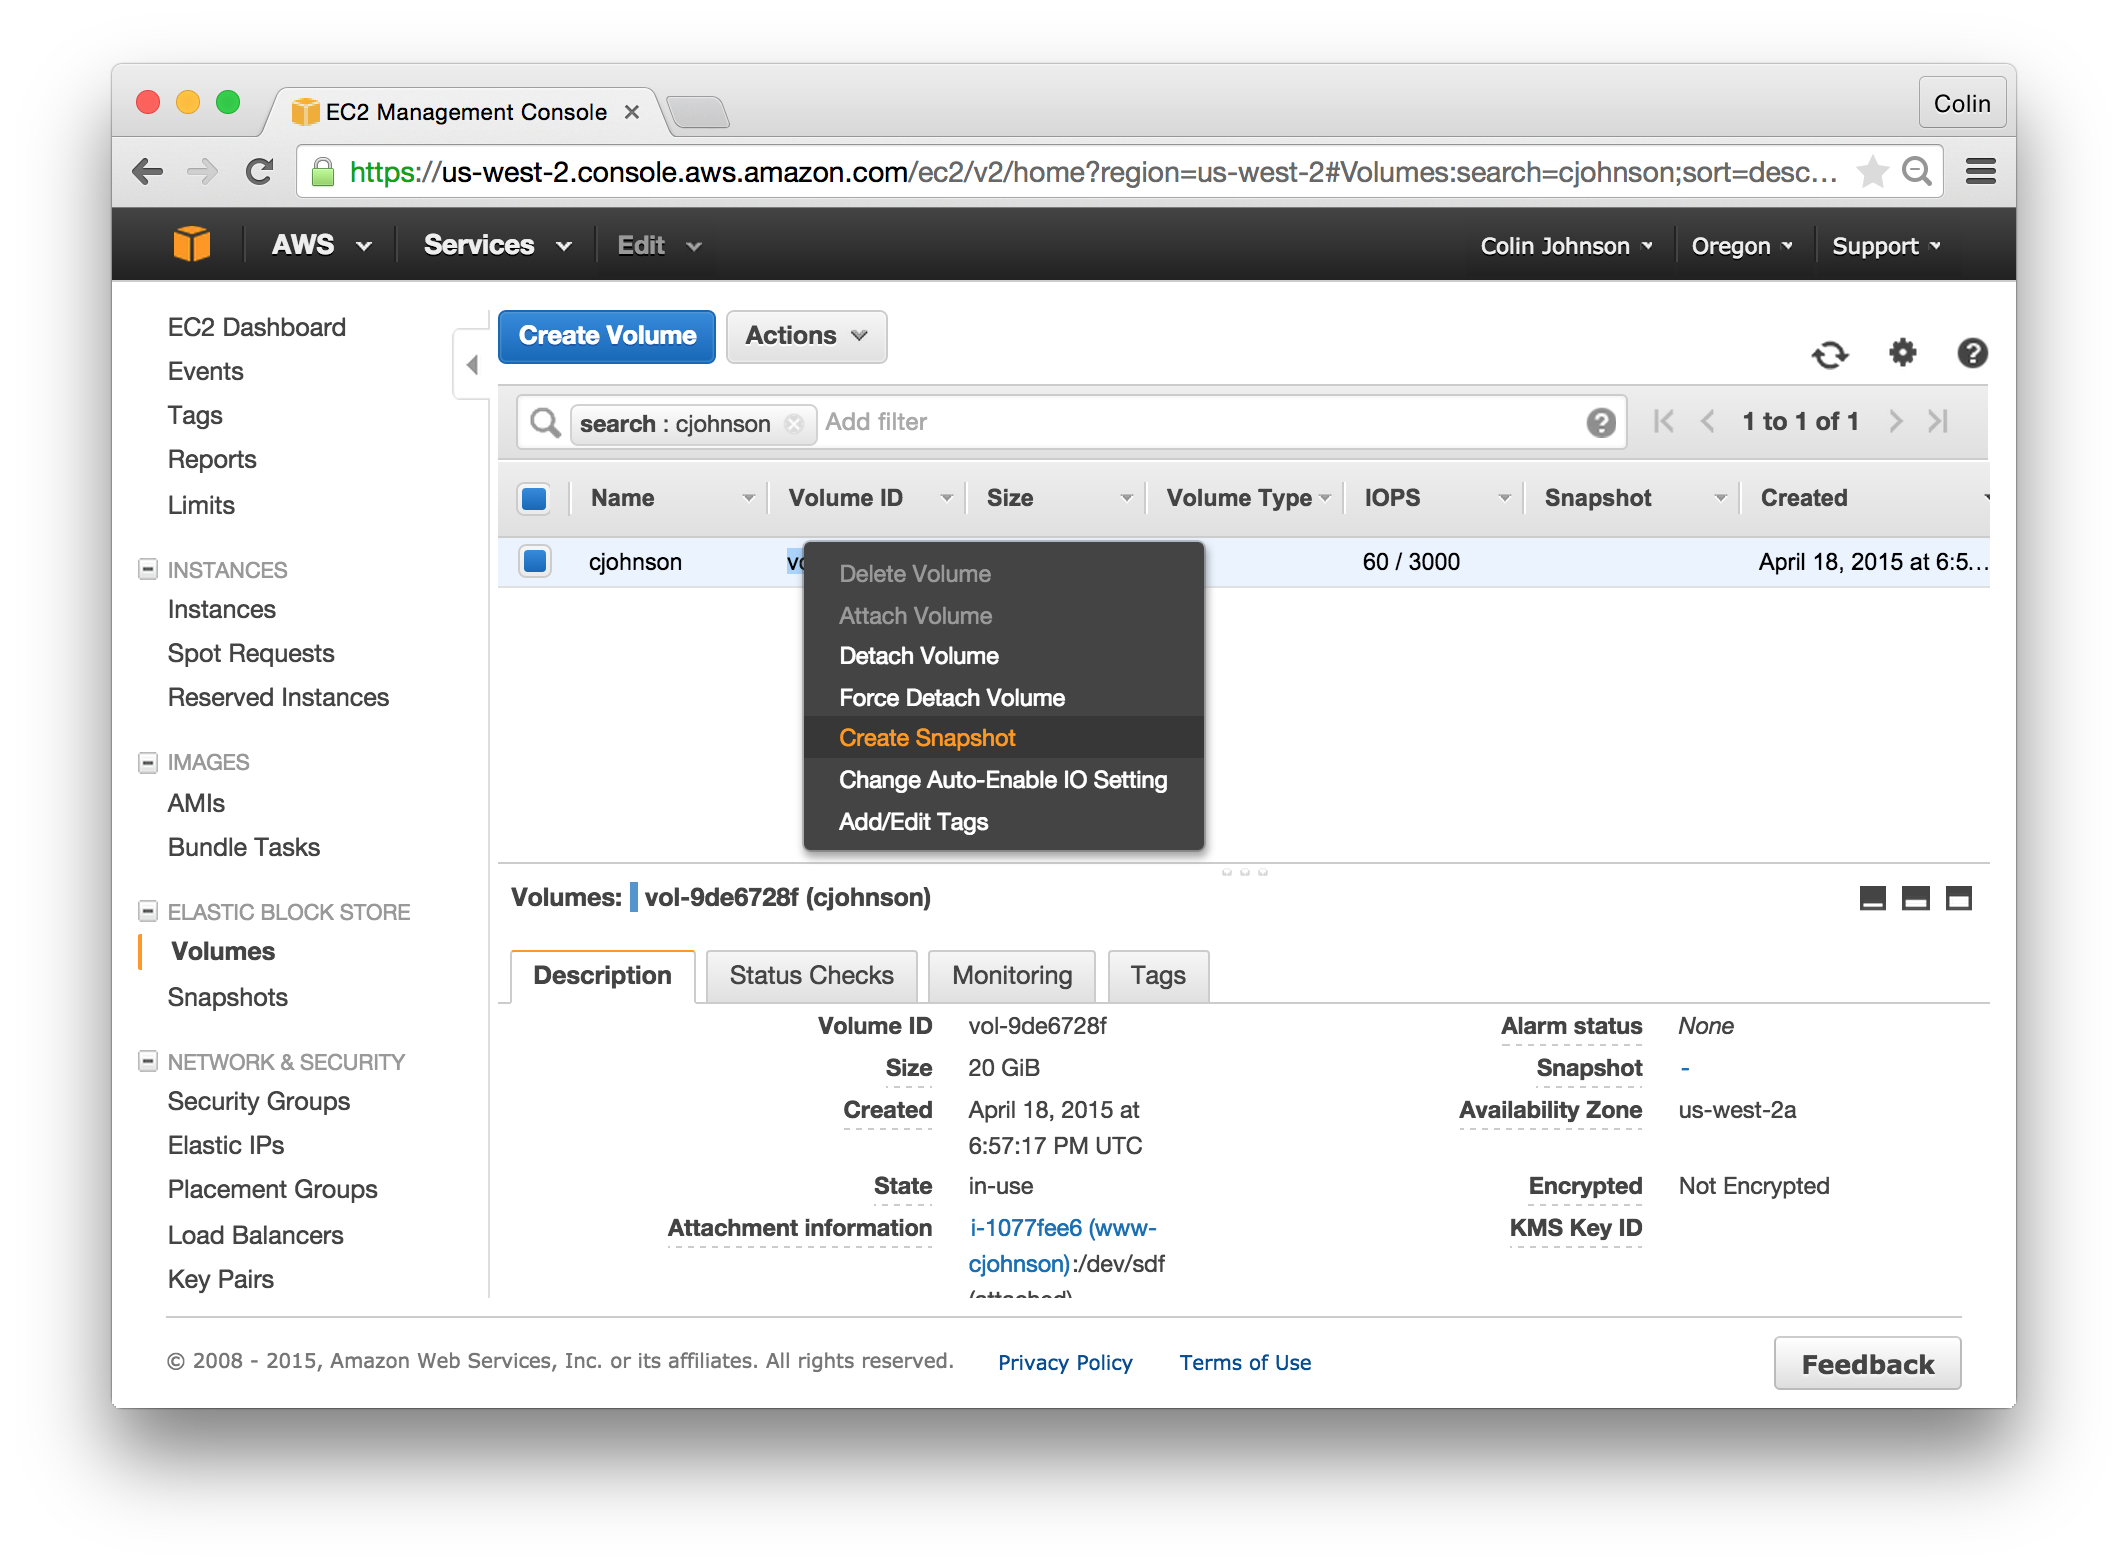 EC2 Management Console
Colin
https://us-west-2.console.aws.amazon.com/ec2/v2/home?region=us-west-2#Volumes:search=cjohnson;sort=desc...
AWS Services Edit Colin Johnson Oregon Support
EC2 Dashboard
Events
Tags
Reports
Limits
INSTANCES
Instances
Spot Requests
Reserved Instances
IMAGES
AMIs
Bundle Tasks
ELASTIC BLOCK STORE
Volumes
Snapshots
NETWORK & SECURITY
Security Groups
Elastic IPs
Placement Groups
Load Balancers
Key Pairs
Create Volume Actions
search : cjohnson Add filter 1 to 1 of 1
Name Volume ID Size Volume Type IOPS Snapshot Created
cjohnson 60 / 3000 April 18, 2015 at 6:5...
Delete Volume
Attach Volume
Detach Volume
Force Detach Volume
Create Snapshot
Change Auto-Enable IO Setting
Add/Edit Tags
Volumes: vol-9de6728f (cjohnson)
Description Status Checks Monitoring Tags
Volume ID vol-9de6728f
Size 20 GiB
Created April 18, 2015 at
6:57:17 PM UTC
State in-use
Attachment information i-1077fee6 (www-
cjohnson):/dev/sdf
(attached)
Alarm status None
Snapshot -
Availability Zone us-west-2a
Encrypted Not Encrypted
KMS Key ID
© 2008 - 2015, Amazon Web Services, Inc. or its affiliates. All rights reserved. Privacy Policy Terms of Use
Feedback